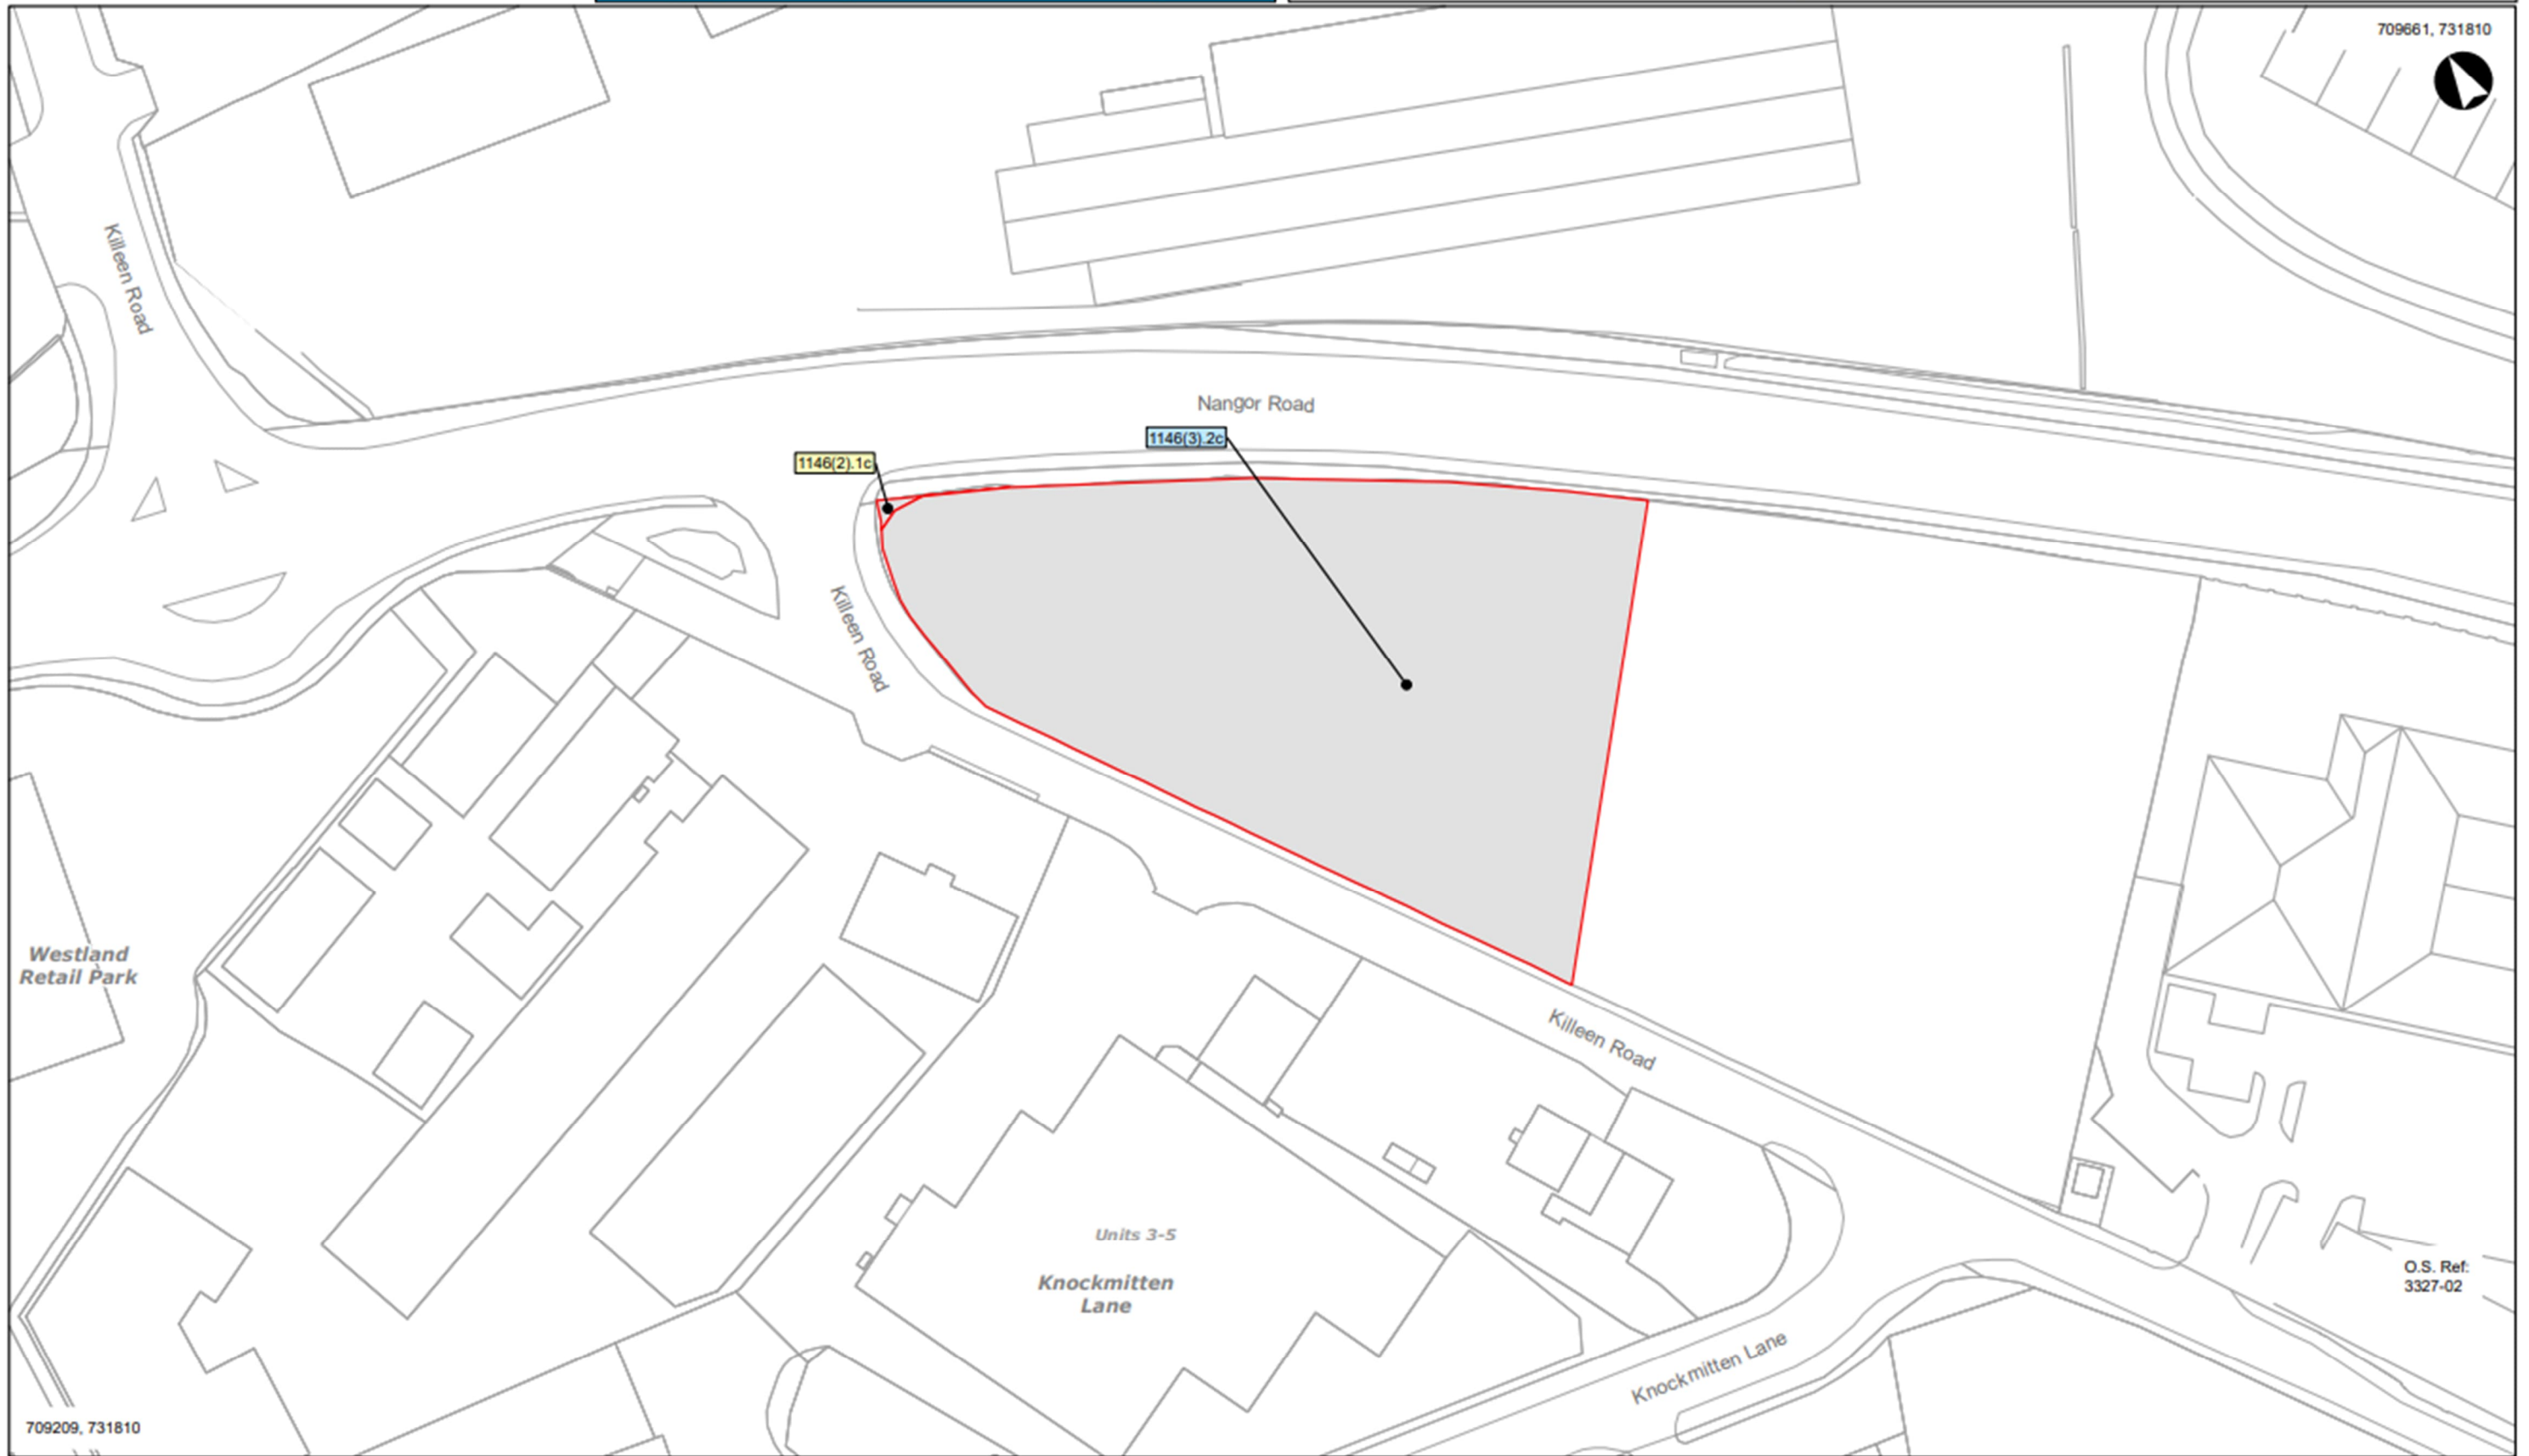 709661, 731810
Killeen Road
Nangor Road
1146(3).2c
1146(2).1c
Killeen Road
Westland
Retail Park
Killeen Road
Units 3-5
Knockmitten
Lane
O.S. Ref:
3327-02
Knockmitten Lane
709209, 731810